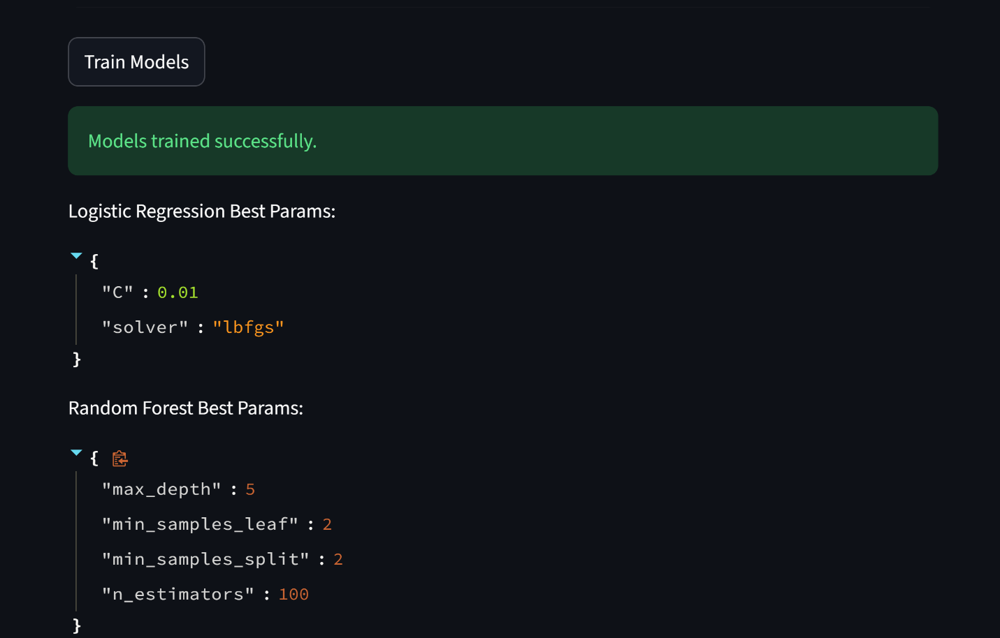 Train Models
Models trained successfully.
Logistic Regression Best Params:
{
"C" : 0.01
"solver" : "lbfgs"
}
Random Forest Best Params:
{
"max_depth" : 5
"min_samples_leaf" : 2
"min_samples_split" : 2
"n_estimators" : 100
}